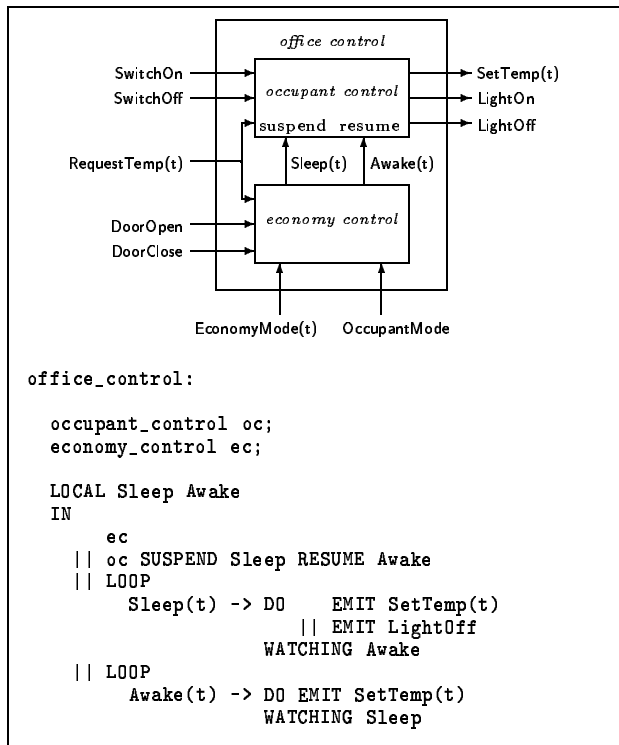 office control
SwitchOn
SetTemp(t)
occupant control
SwitchOff
LightOn
suspend resume
LightOff
RequestTemp(t)
Sleep(t)
Awake(t)
economy control
DoorOpen
DoorClose
EconomyMode(t)
OccupantMode
office_control:
occupant_control oc;
economy_control ec;
LOCAL Sleep Awake
IN
ec
|| oc SUSPEND Sleep RESUME Awake
|| LOOP
Sleep(t) -> DO EMIT SetTemp(t)
|| EMIT LightOff
WATCHING Awake
|| LOOP
Awake(t) -> DO EMIT SetTemp(t)
WATCHING Sleep